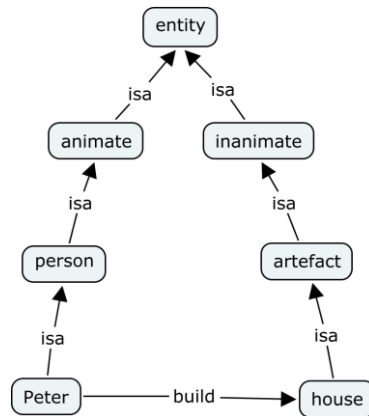 entity
isa
isa
animate
inanimate
isa
isa
person
artefact
isa
isa
Peter
build
house